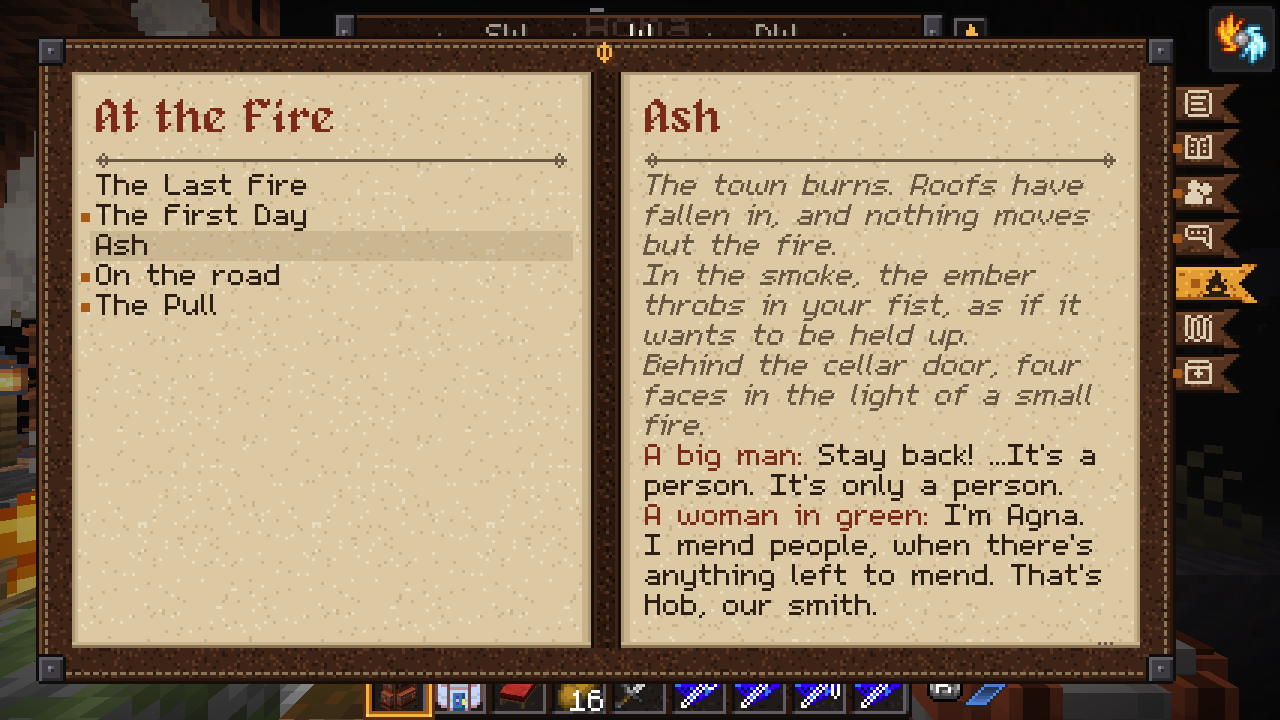 At the Fire
The Last Fire
The First Day
Ash
On the road
The Pull
Ash
The town burns. Roofs have
fallen in, and nothing moves
but the fire.
In the smoke, the ember
throbs in your fist, as if it
wants to be held up.
Behind the cellar door, four
faces in the light of a small
fire.
A big man: Stay back! ...It's a
person. It's only a person.
A woman in green: I'm Agna.
I mend people, when there's
anything left to mend. That's
Hob, our smith.
...
16